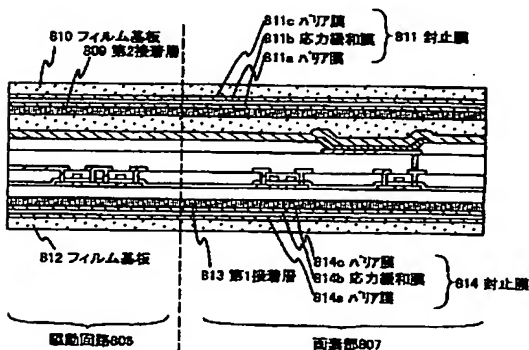 810 フィルム基板
809 第2接着層
811c バリア膜
811b 応力緩和膜
811a バリア膜
811 封止膜
812 フィルム基板
813 第1接着層
814c バリア膜
814b 応力緩和膜
814a バリア膜
814 封止膜
駆動回路805
画素部807